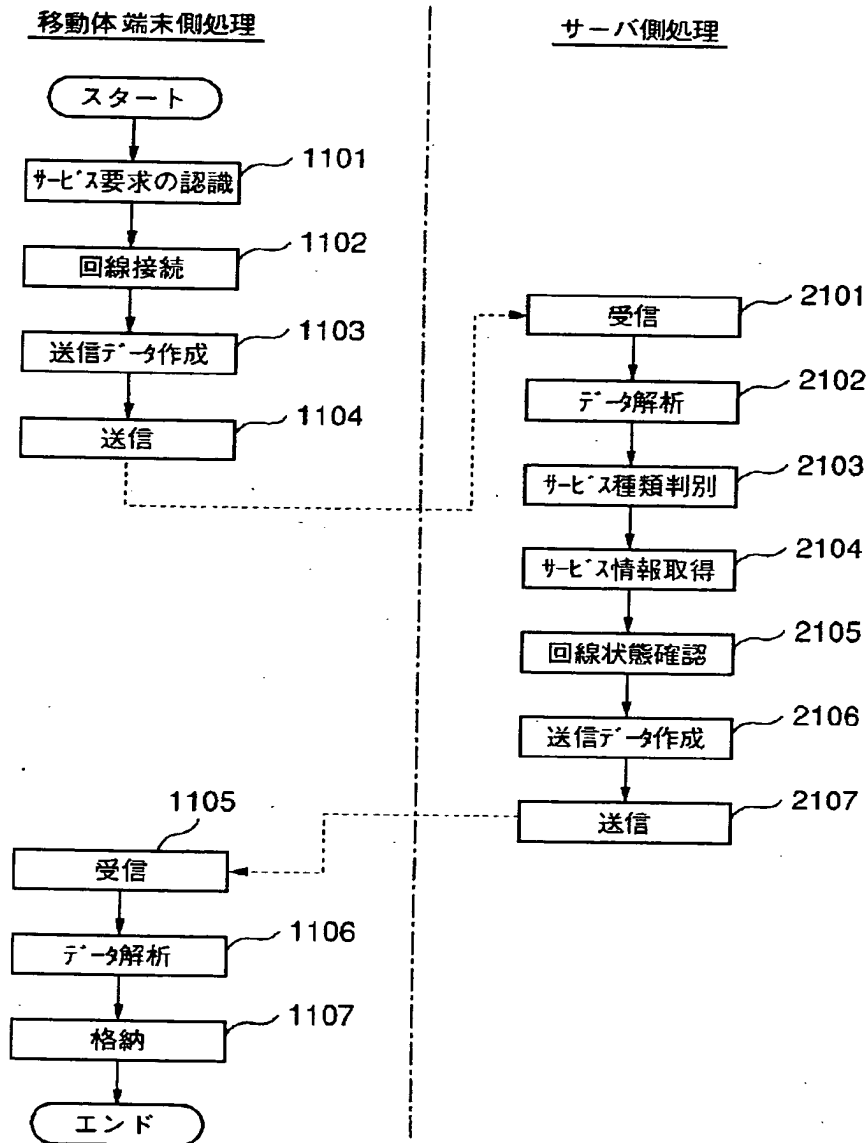 移動体端末側処理
スタート
サービス要求の認識
1101
回線接続
1102
送信データ作成
1103
送信
1104
サーバ側処理
受信
2101
データ解析
2102
サービス種類判別
2103
サービス情報取得
2104
回線状態確認
2105
送信データ作成
2106
送信
2107
受信
1105
データ解析
1106
格納
1107
エンド